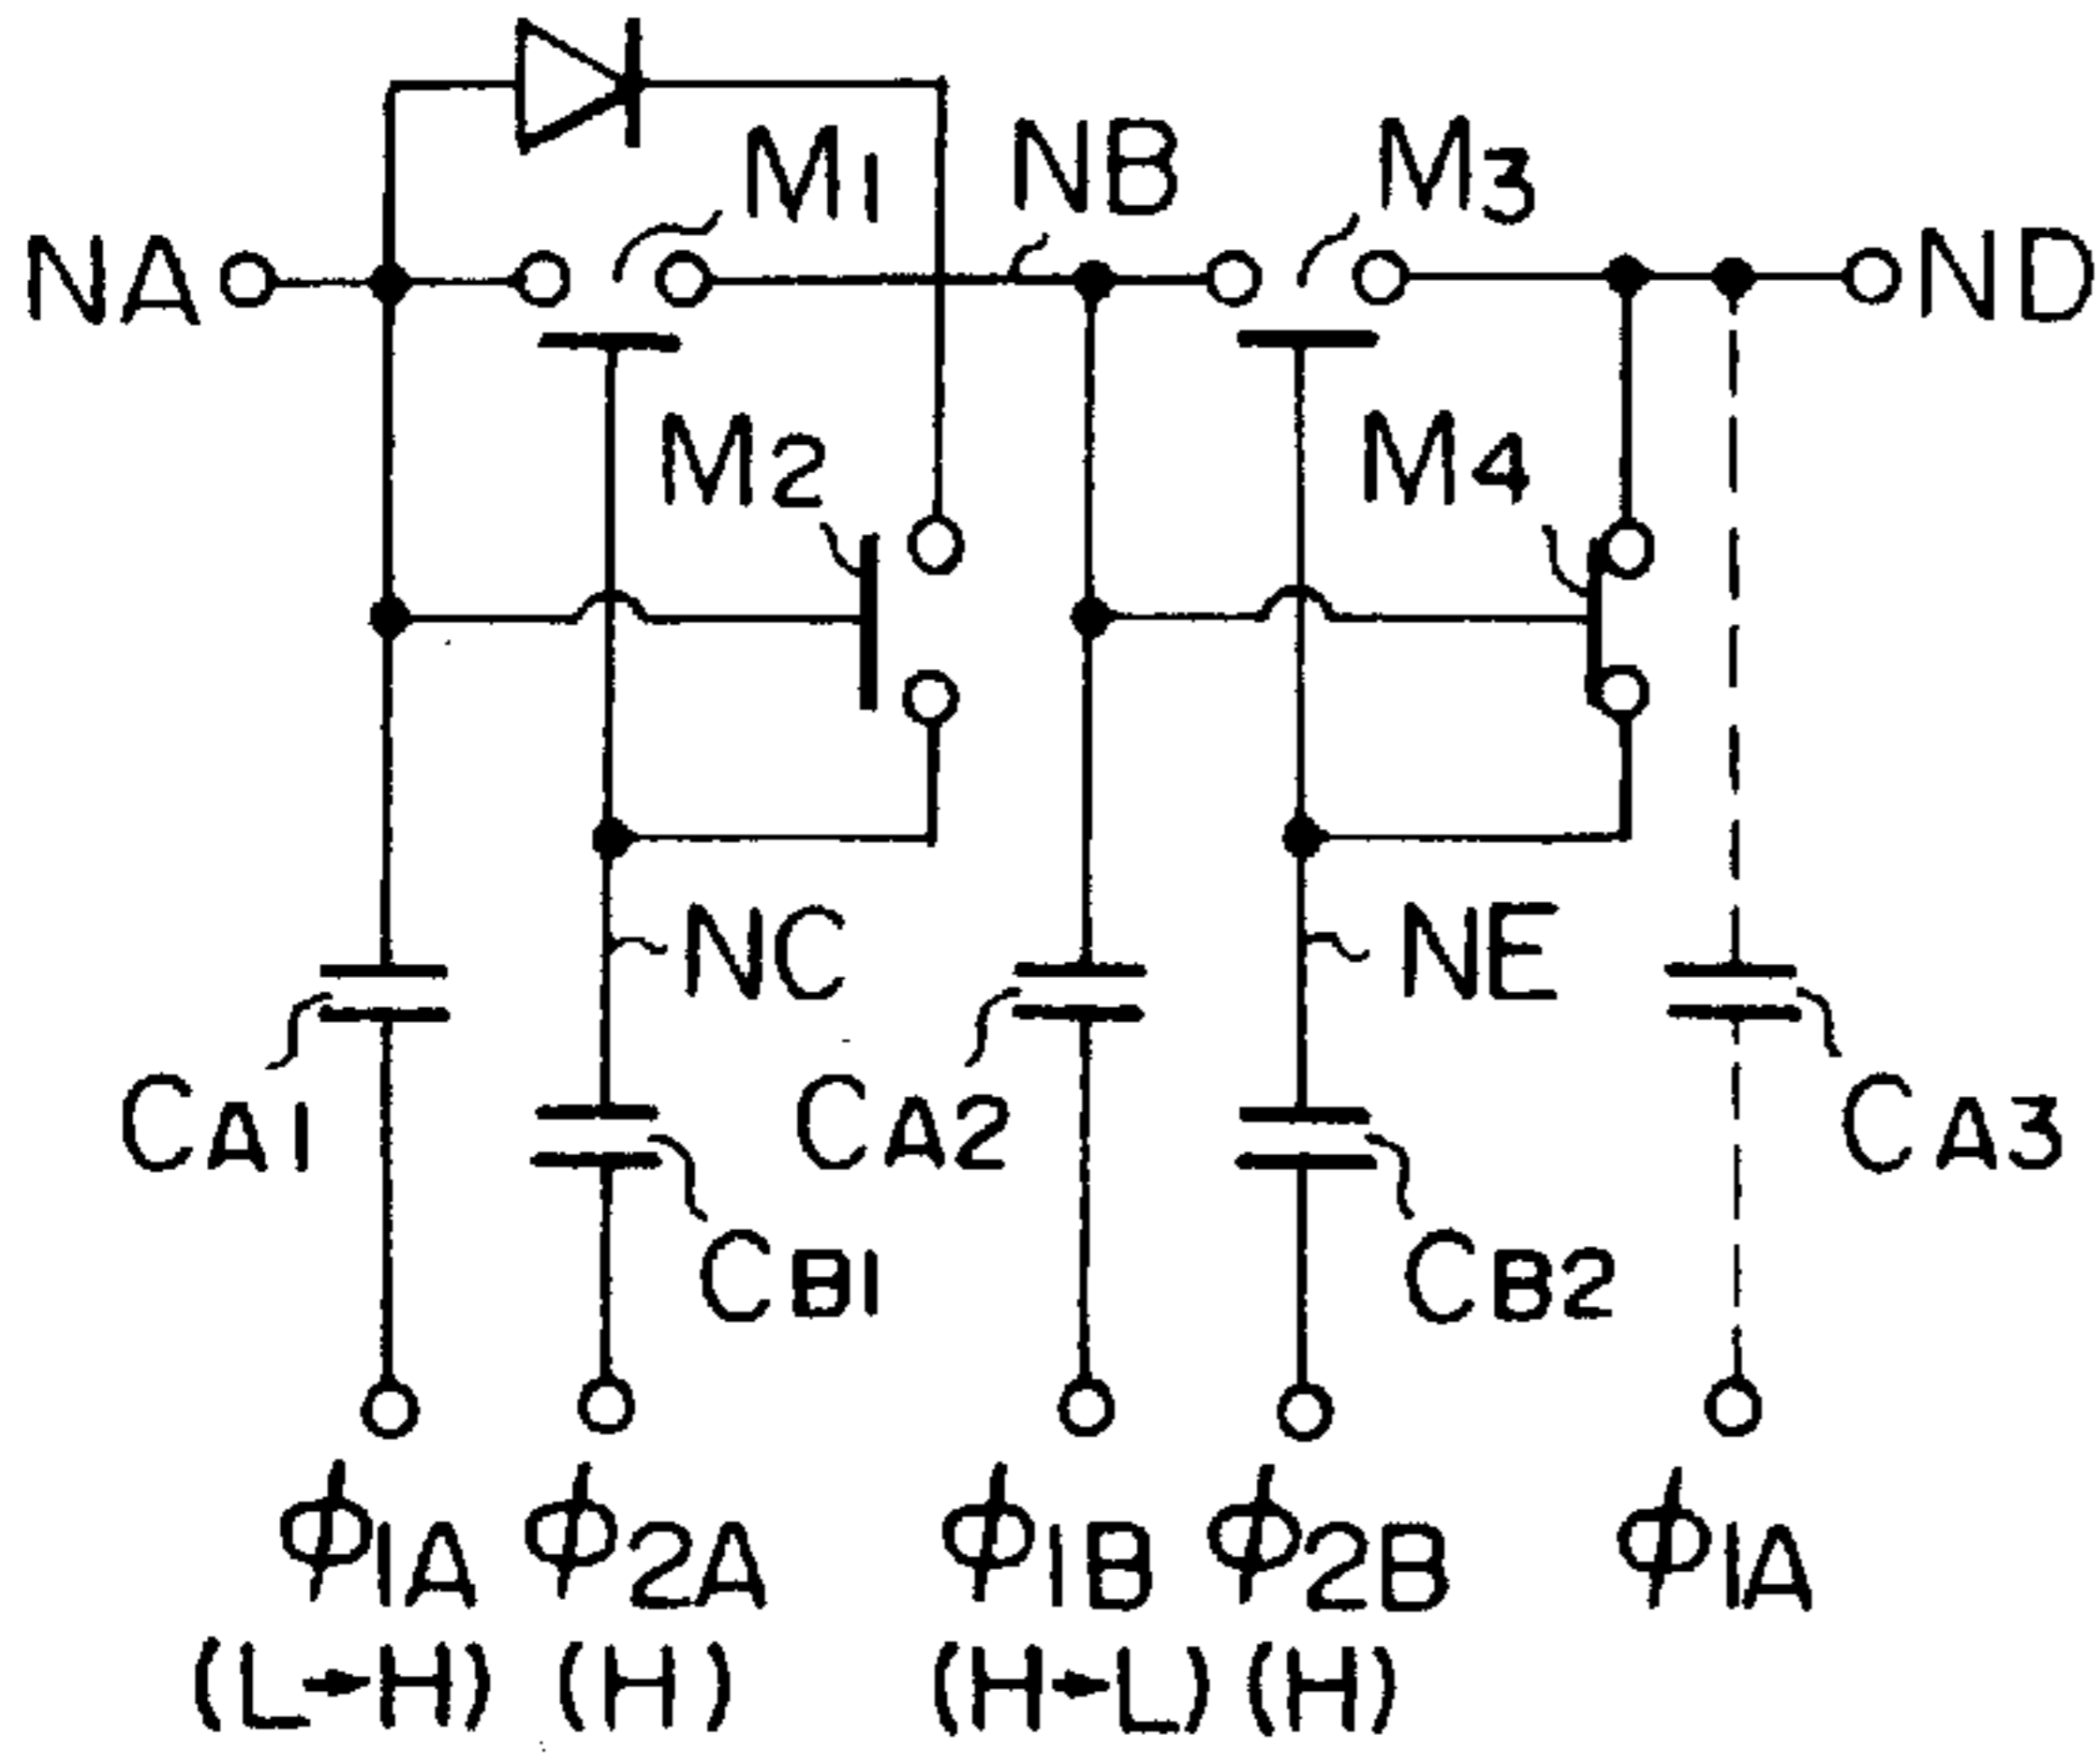 M1 NB M3
NA ND
M2 M4
NC NE
CA1 CA2 CA3
CB1 CB2
ϕ1A ϕ2A ϕ1B ϕ2B ϕ1A
(L→H) (H) (H→L) (H)